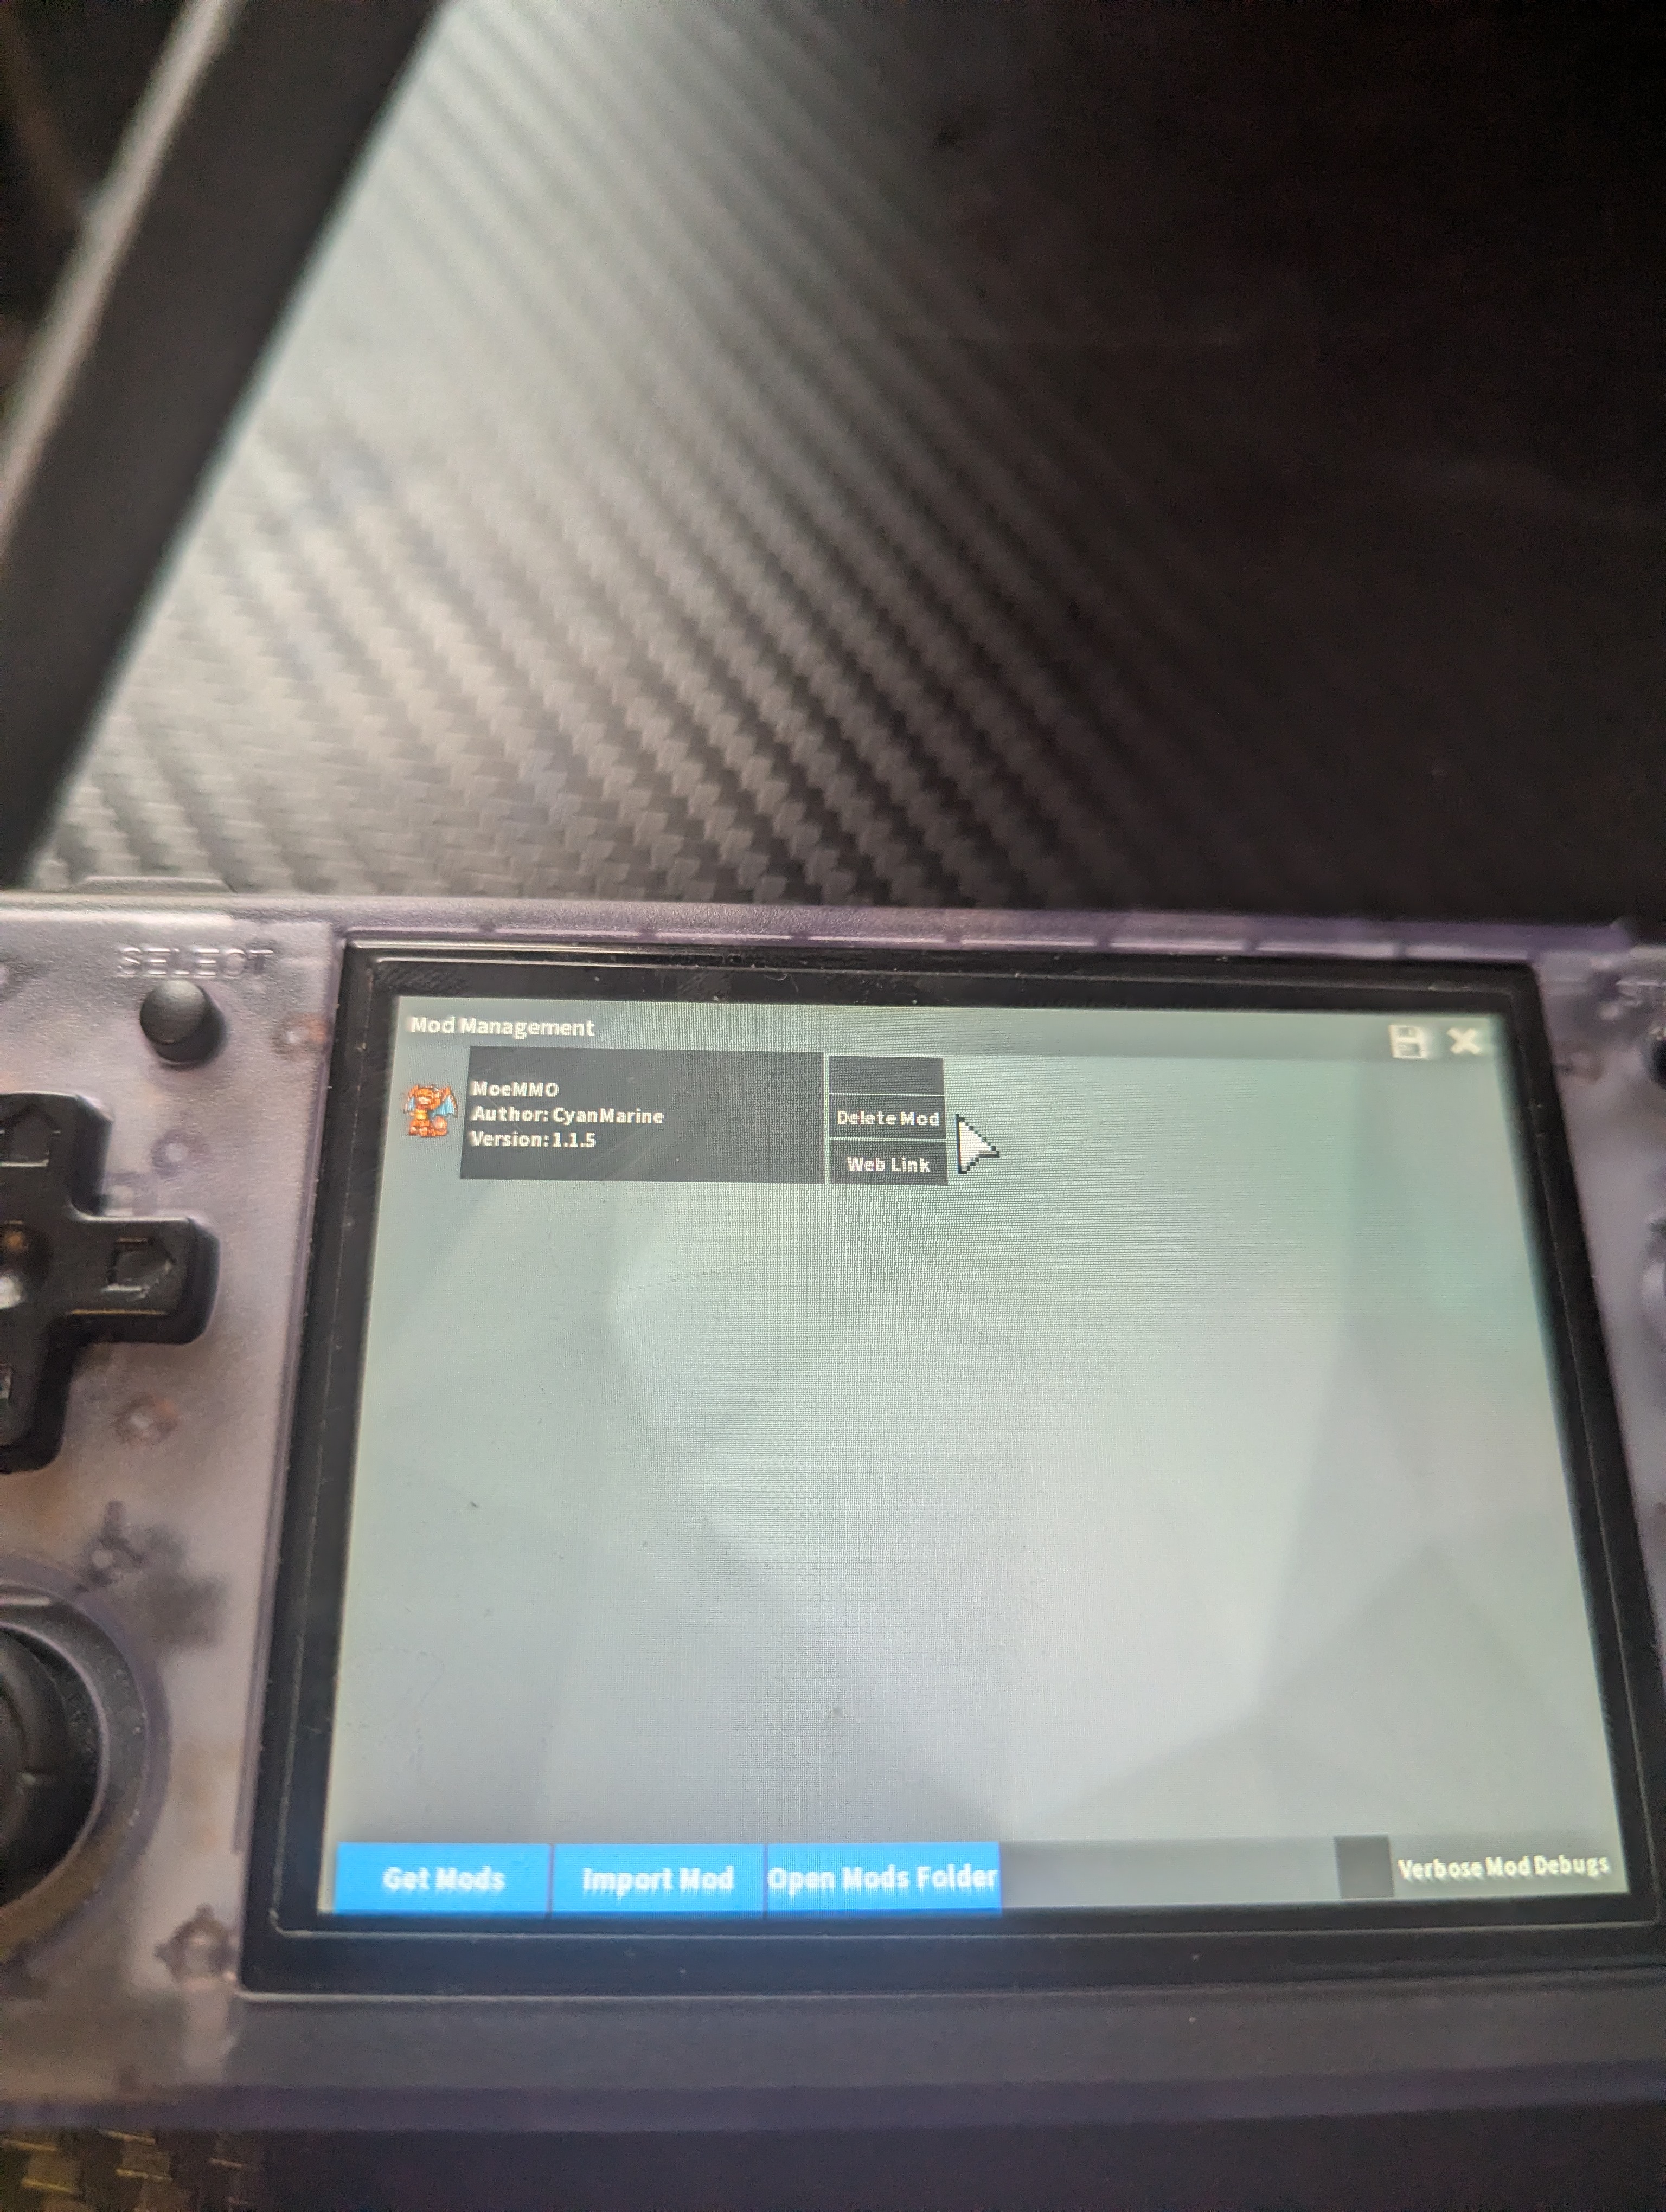 SELECT
Mod Management
MoeMMO
Author: CyanMarine
Version: 1.1.5
Delete Mod
Web Link
Get Mods
Import Mod
Open Mods Folder
Verbose Mod Debugs